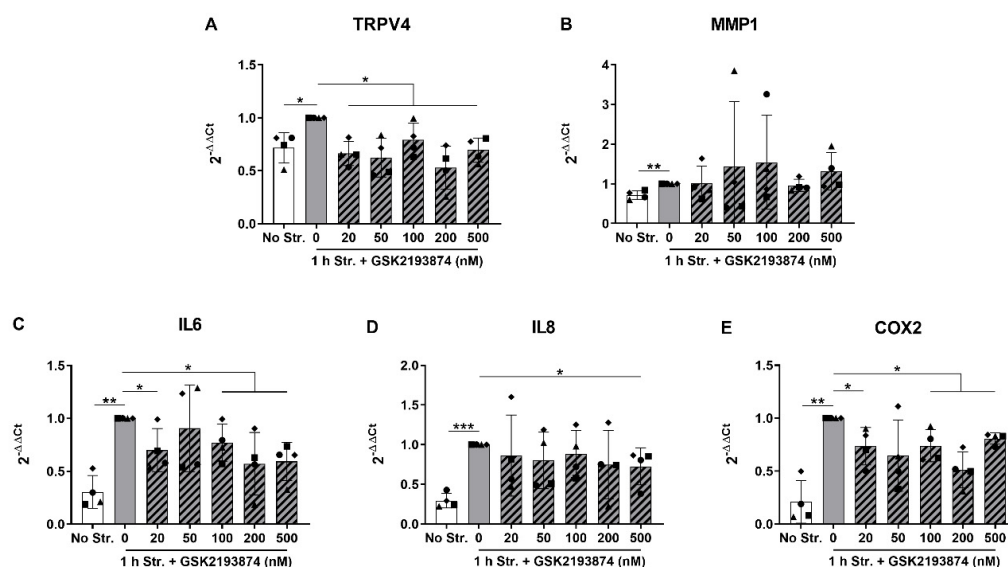 A TRPV4
2^-ΔΔCt
1.5
1.0
0.5
0.0
*
*
No Str. 0 20 50 100 200 500
1 h Str. + GSK2193874 (nM)
B MMP1
2^-ΔΔCt
4
3
2
1
0
**
No Str. 0 20 50 100 200 500
1 h Str. + GSK2193874 (nM)
C IL6
2^-ΔΔCt
1.5
1.0
0.5
0.0
*
*
**
No Str. 0 20 50 100 200 500
1 h Str. + GSK2193874 (nM)
D IL8
2^-ΔΔCt
2.0
1.5
1.0
0.5
0.0
*
***
No Str. 0 20 50 100 200 500
1 h Str. + GSK2193874 (nM)
E COX2
2^-ΔΔCt
1.5
1.0
0.5
0.0
*
*
**
No Str. 0 20 50 100 200 500
1 h Str. + GSK2193874 (nM)